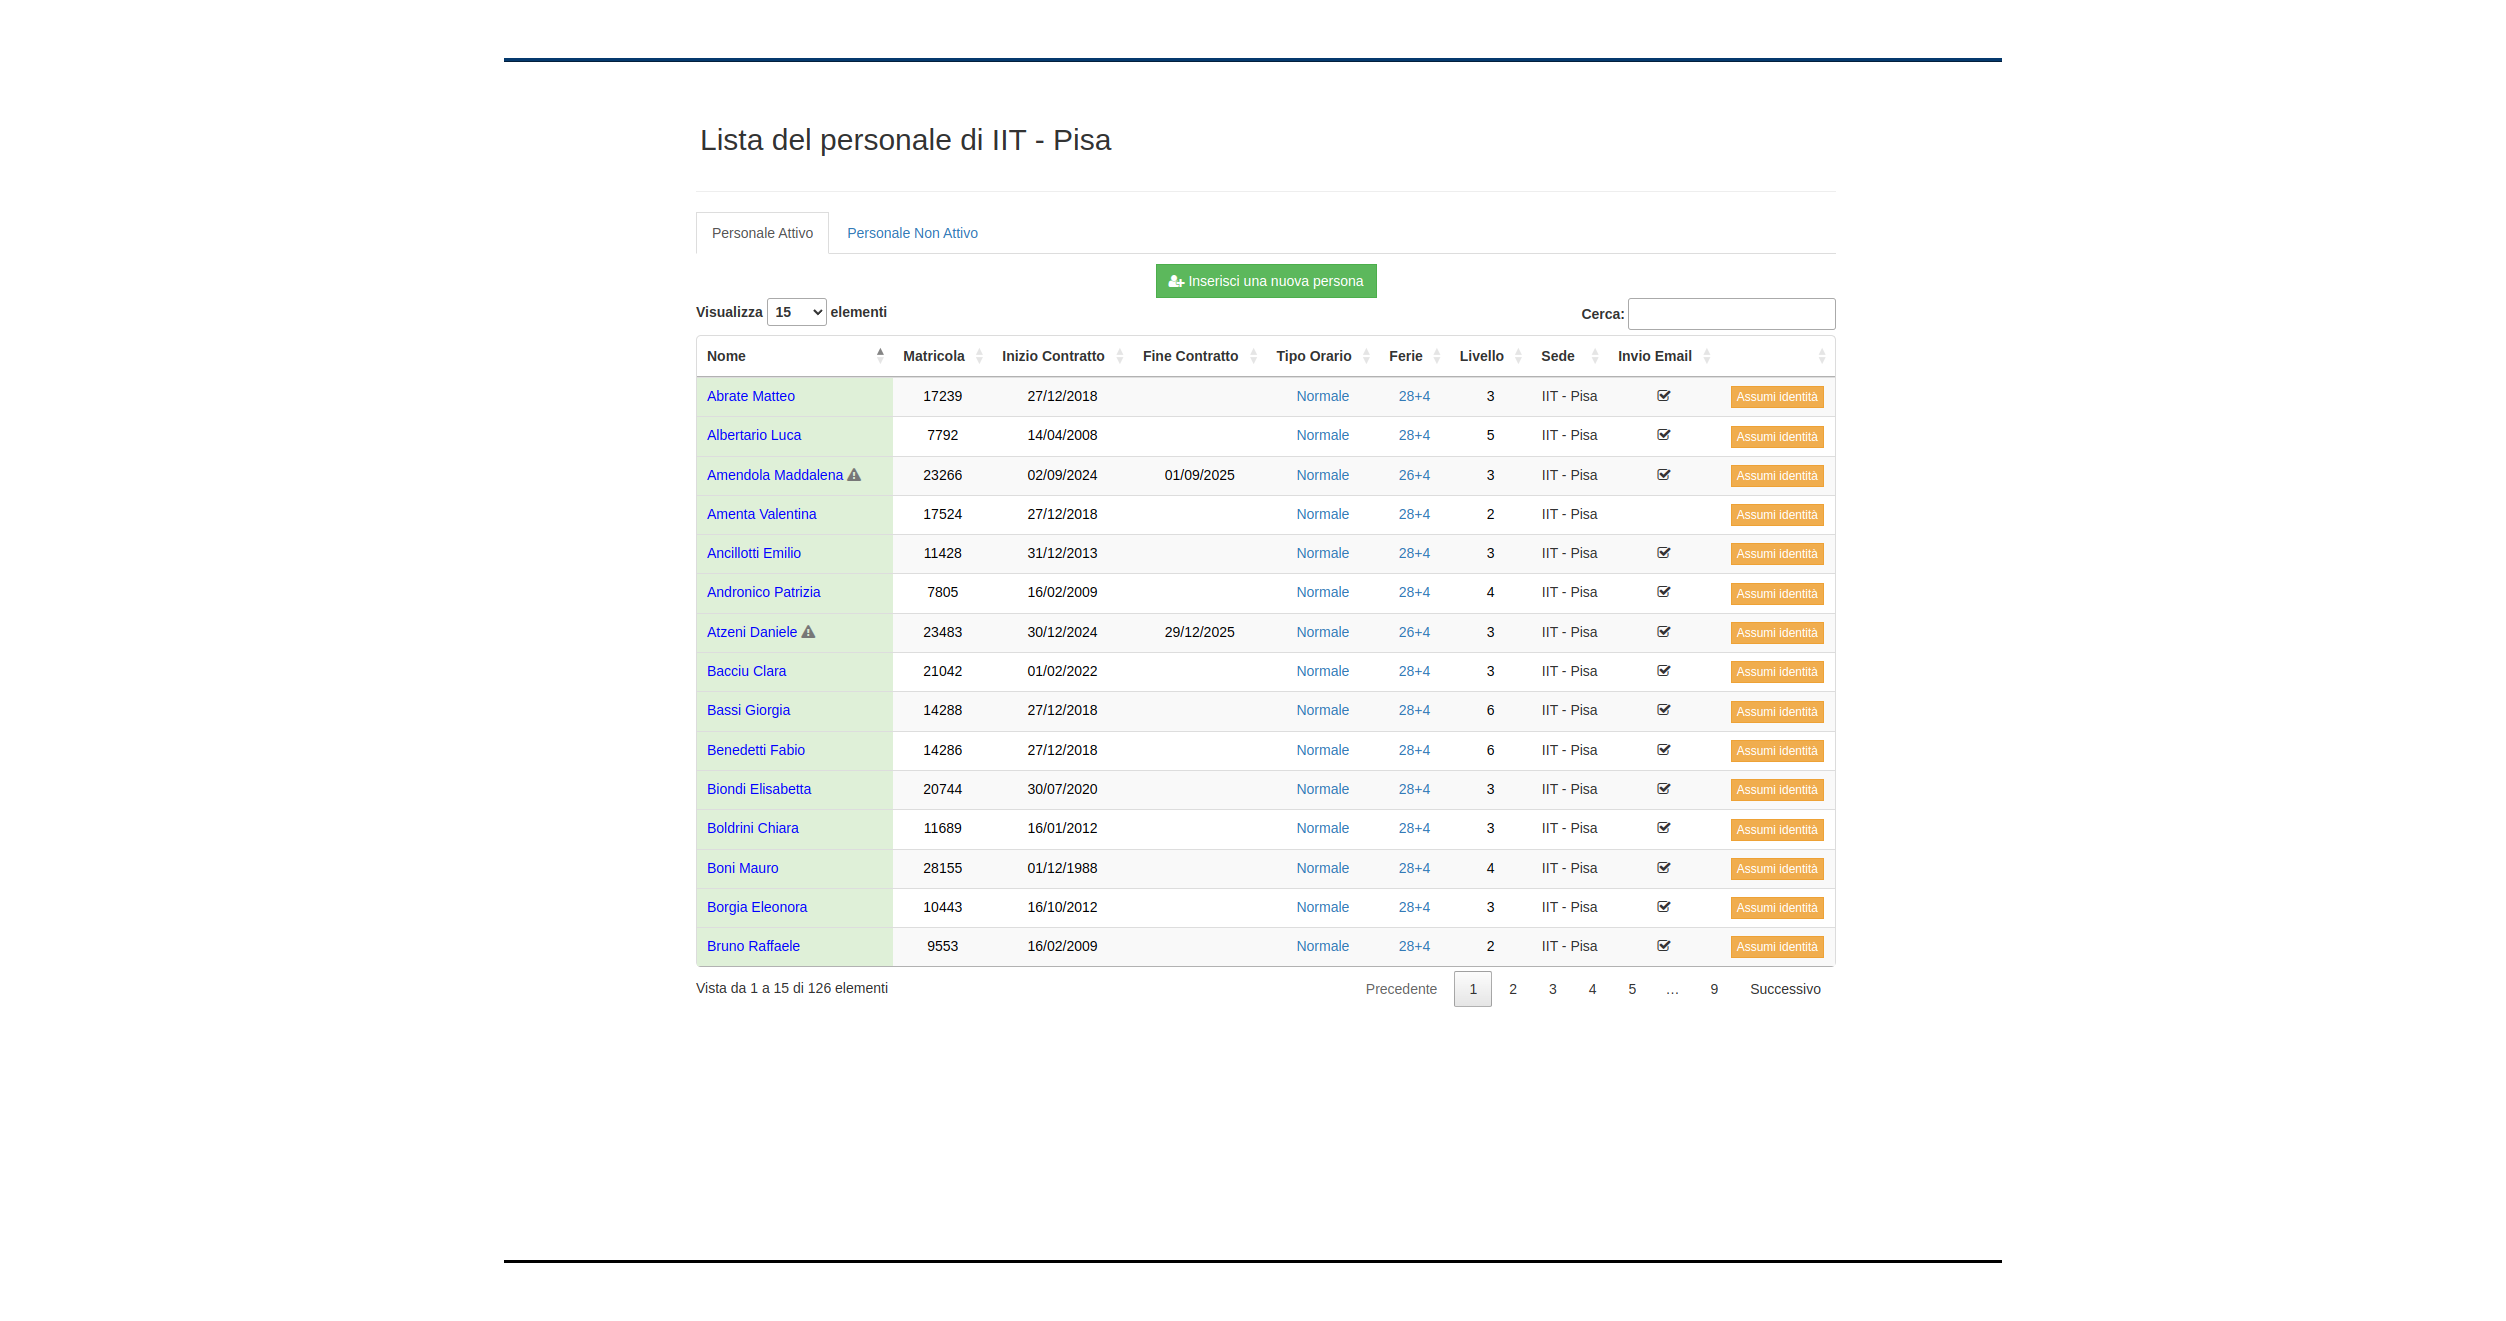 Lista del personale di IIT - Pisa
Personale Attivo Personale Non Attivo
Inserisci una nuova persona
Visualizza 15 elementi Cerca:
Nome Matricola Inizio Contratto Fine Contratto Tipo Orario Ferie Livello Sede Invio Email
Abrate Matteo 17239 27/12/2018 Normale 28+4 3 IIT - Pisa Assumi identità
Albertario Luca 7792 14/04/2008 Normale 28+4 5 IIT - Pisa Assumi identità
Amendola Maddalena 23266 02/09/2024 01/09/2025 Normale 26+4 3 IIT - Pisa Assumi identità
Amenta Valentina 17524 27/12/2018 Normale 28+4 2 IIT - Pisa Assumi identità
Ancillotti Emilio 11428 31/12/2013 Normale 28+4 3 IIT - Pisa Assumi identità
Andronico Patrizia 7805 16/02/2009 Normale 28+4 4 IIT - Pisa Assumi identità
Atzeni Daniele 23483 30/12/2024 29/12/2025 Normale 26+4 3 IIT - Pisa Assumi identità
Bacciu Clara 21042 01/02/2022 Normale 28+4 3 IIT - Pisa Assumi identità
Bassi Giorgia 14288 27/12/2018 Normale 28+4 6 IIT - Pisa Assumi identità
Benedetti Fabio 14286 27/12/2018 Normale 28+4 6 IIT - Pisa Assumi identità
Biondi Elisabetta 20744 30/07/2020 Normale 28+4 3 IIT - Pisa Assumi identità
Boldrini Chiara 11689 16/01/2012 Normale 28+4 3 IIT - Pisa Assumi identità
Boni Mauro 28155 01/12/1988 Normale 28+4 4 IIT - Pisa Assumi identità
Borgia Eleonora 10443 16/10/2012 Normale 28+4 3 IIT - Pisa Assumi identità
Bruno Raffaele 9553 16/02/2009 Normale 28+4 2 IIT - Pisa Assumi identità
Vista da 1 a 15 di 126 elementi Precedente 1 2 3 4 5 … 9 Successivo